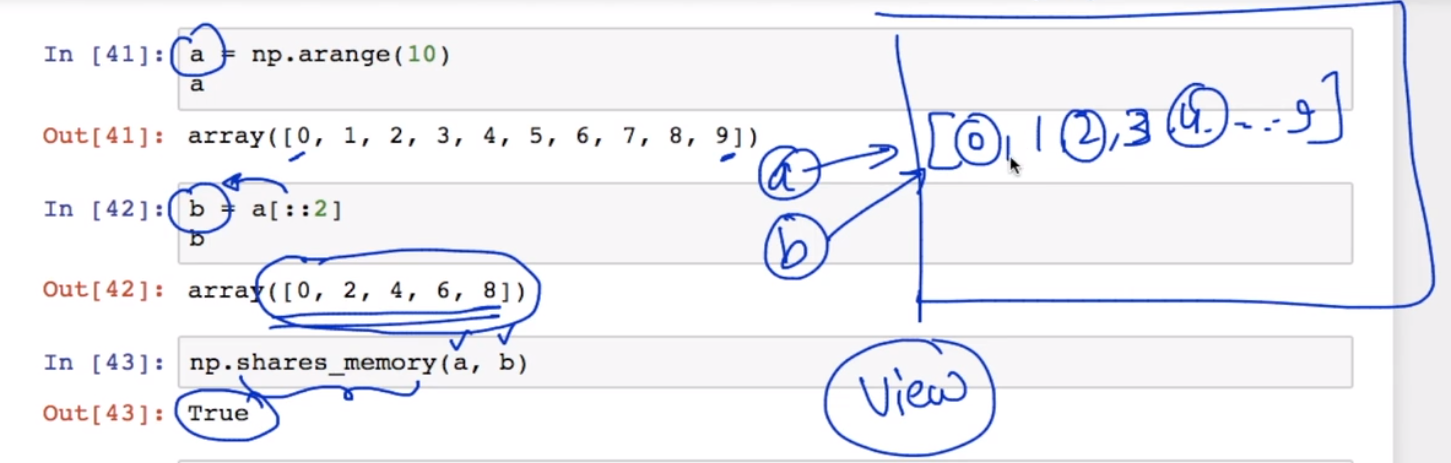 In [41]: a = np.arange(10)
a
Out[41]: array([0, 1, 2, 3, 4, 5, 6, 7, 8, 9])
[0, 1 2, 3 4. - . . 9]
a
In [42]: b = a[::2]
b
b
Out[42]: array([0, 2, 4, 6, 8])
In [43]: np.shares_memory(a, b)
Out[43]: True
View